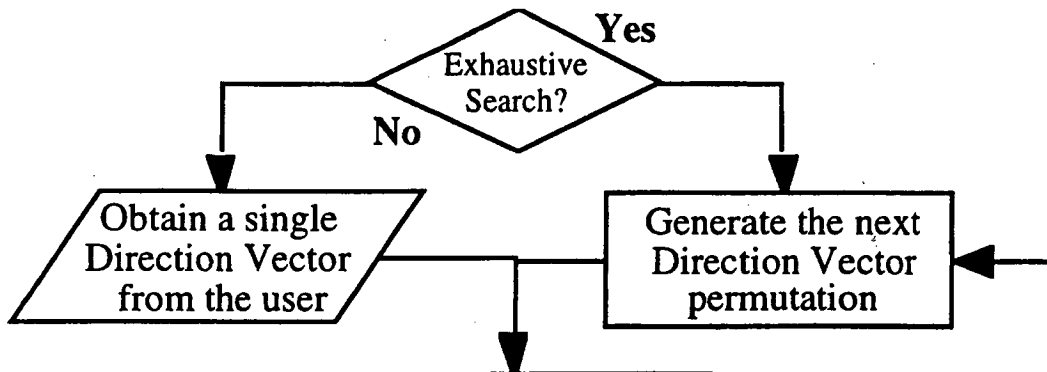 Yes
Exhaustive
Search?
No
Obtain a single
Direction Vector
from the user
Generate the next
Direction Vector
permutation